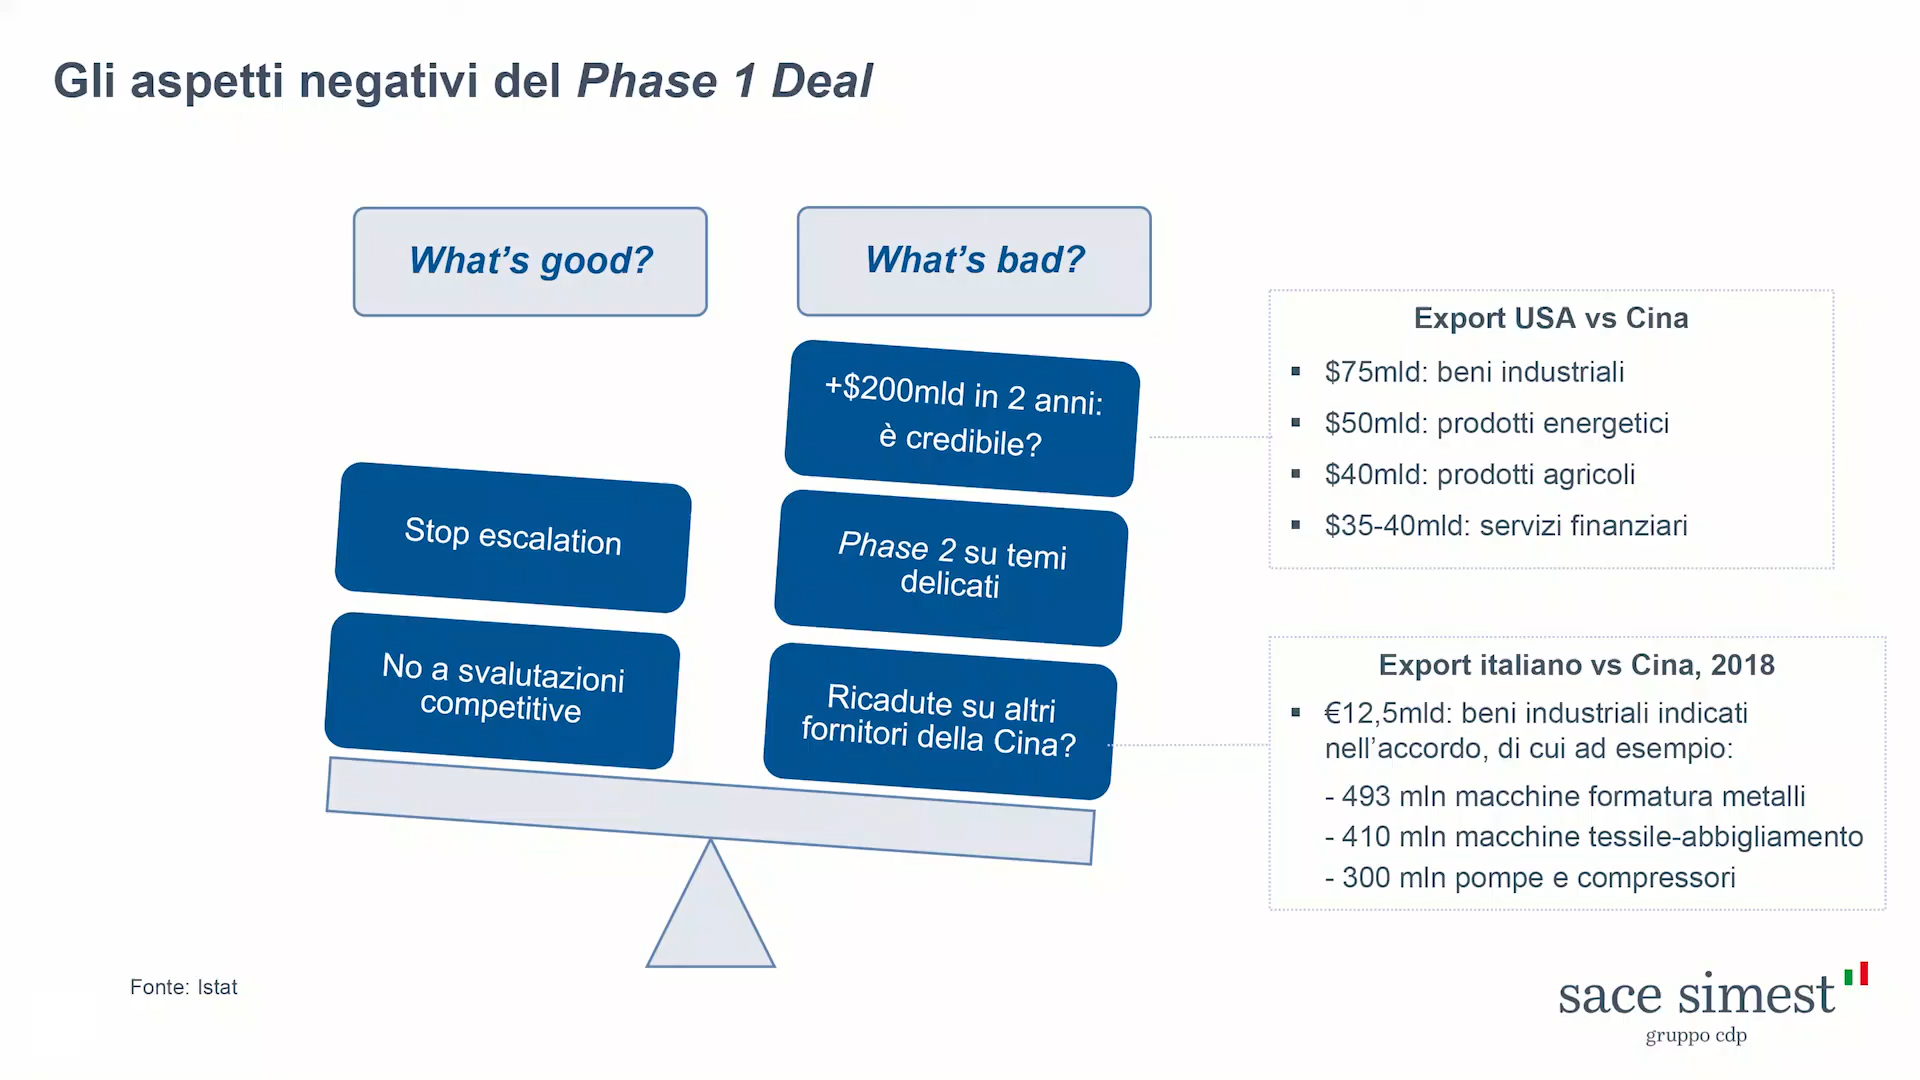 Gli aspetti negativi del Phase 1 Deal
What's good?
What's bad?
Stop escalation
No a svalutazioni
competitive
+$200mld in 2 anni:
è credibile?
Phase 2 su temi
delicati
Ricadute su altri
fornitori della Cina?
Export USA vs Cina
▪ $75mld: beni industriali
▪ $50mld: prodotti energetici
▪ $40mld: prodotti agricoli
▪ $35-40mld: servizi finanziari
Export italiano vs Cina, 2018
▪ €12,5mld: beni industriali indicati
nell'accordo, di cui ad esempio:
- 493 mln macchine formatura metalli
- 410 mln macchine tessile-abbigliamento
- 300 mln pompe e compressori
Fonte: Istat
sace simest
gruppo cdp